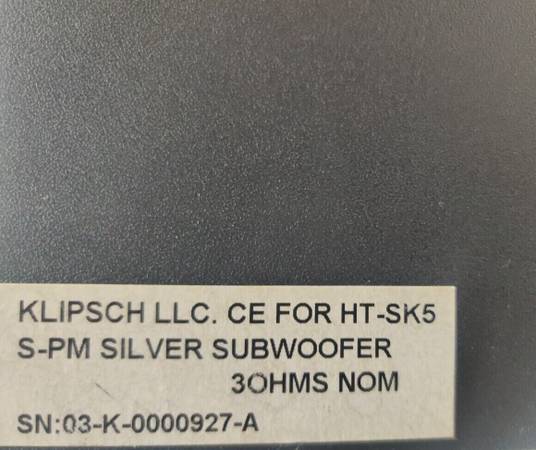 KLIPSCH LLC. CE FOR HT-SK5
S-PM SILVER SUBWOOFER
3OHMS NOM
SN:03-K-0000927-A